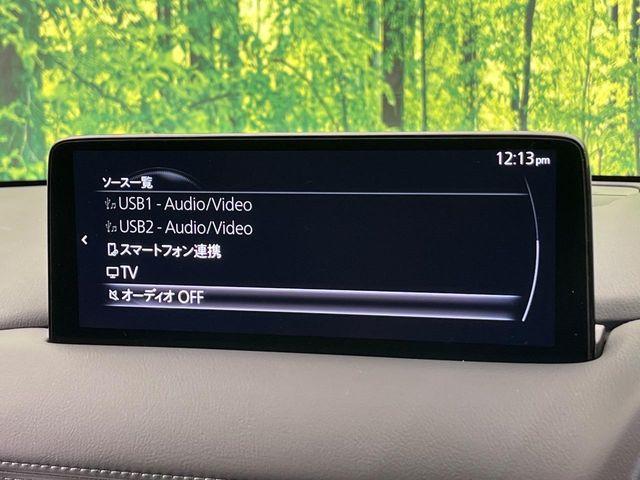 12:13pm
ソース一覧
USB1 - Audio/Video
USB2 - Audio/Video
スマートフォン連携
TV
オーディオ OFF